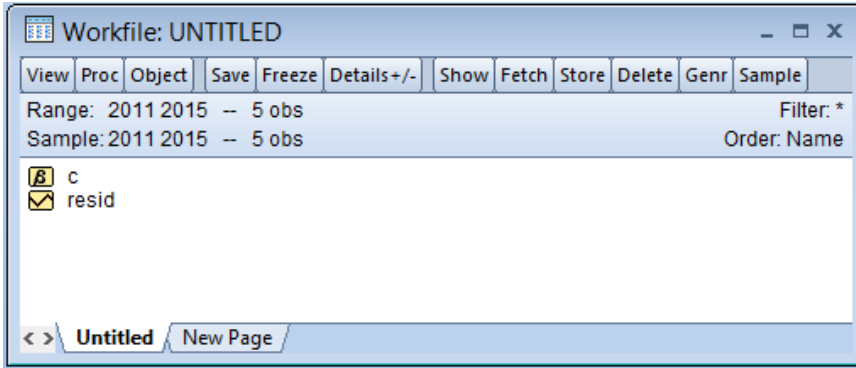 Workfile: UNTITLED
View Proc Object Save Freeze Details+/- Show Fetch Store Delete Genr Sample
Range: 2011 2015 -- 5 obs Filter: *
Sample: 2011 2015 -- 5 obs Order: Name
β c
resid
< > Untitled New Page